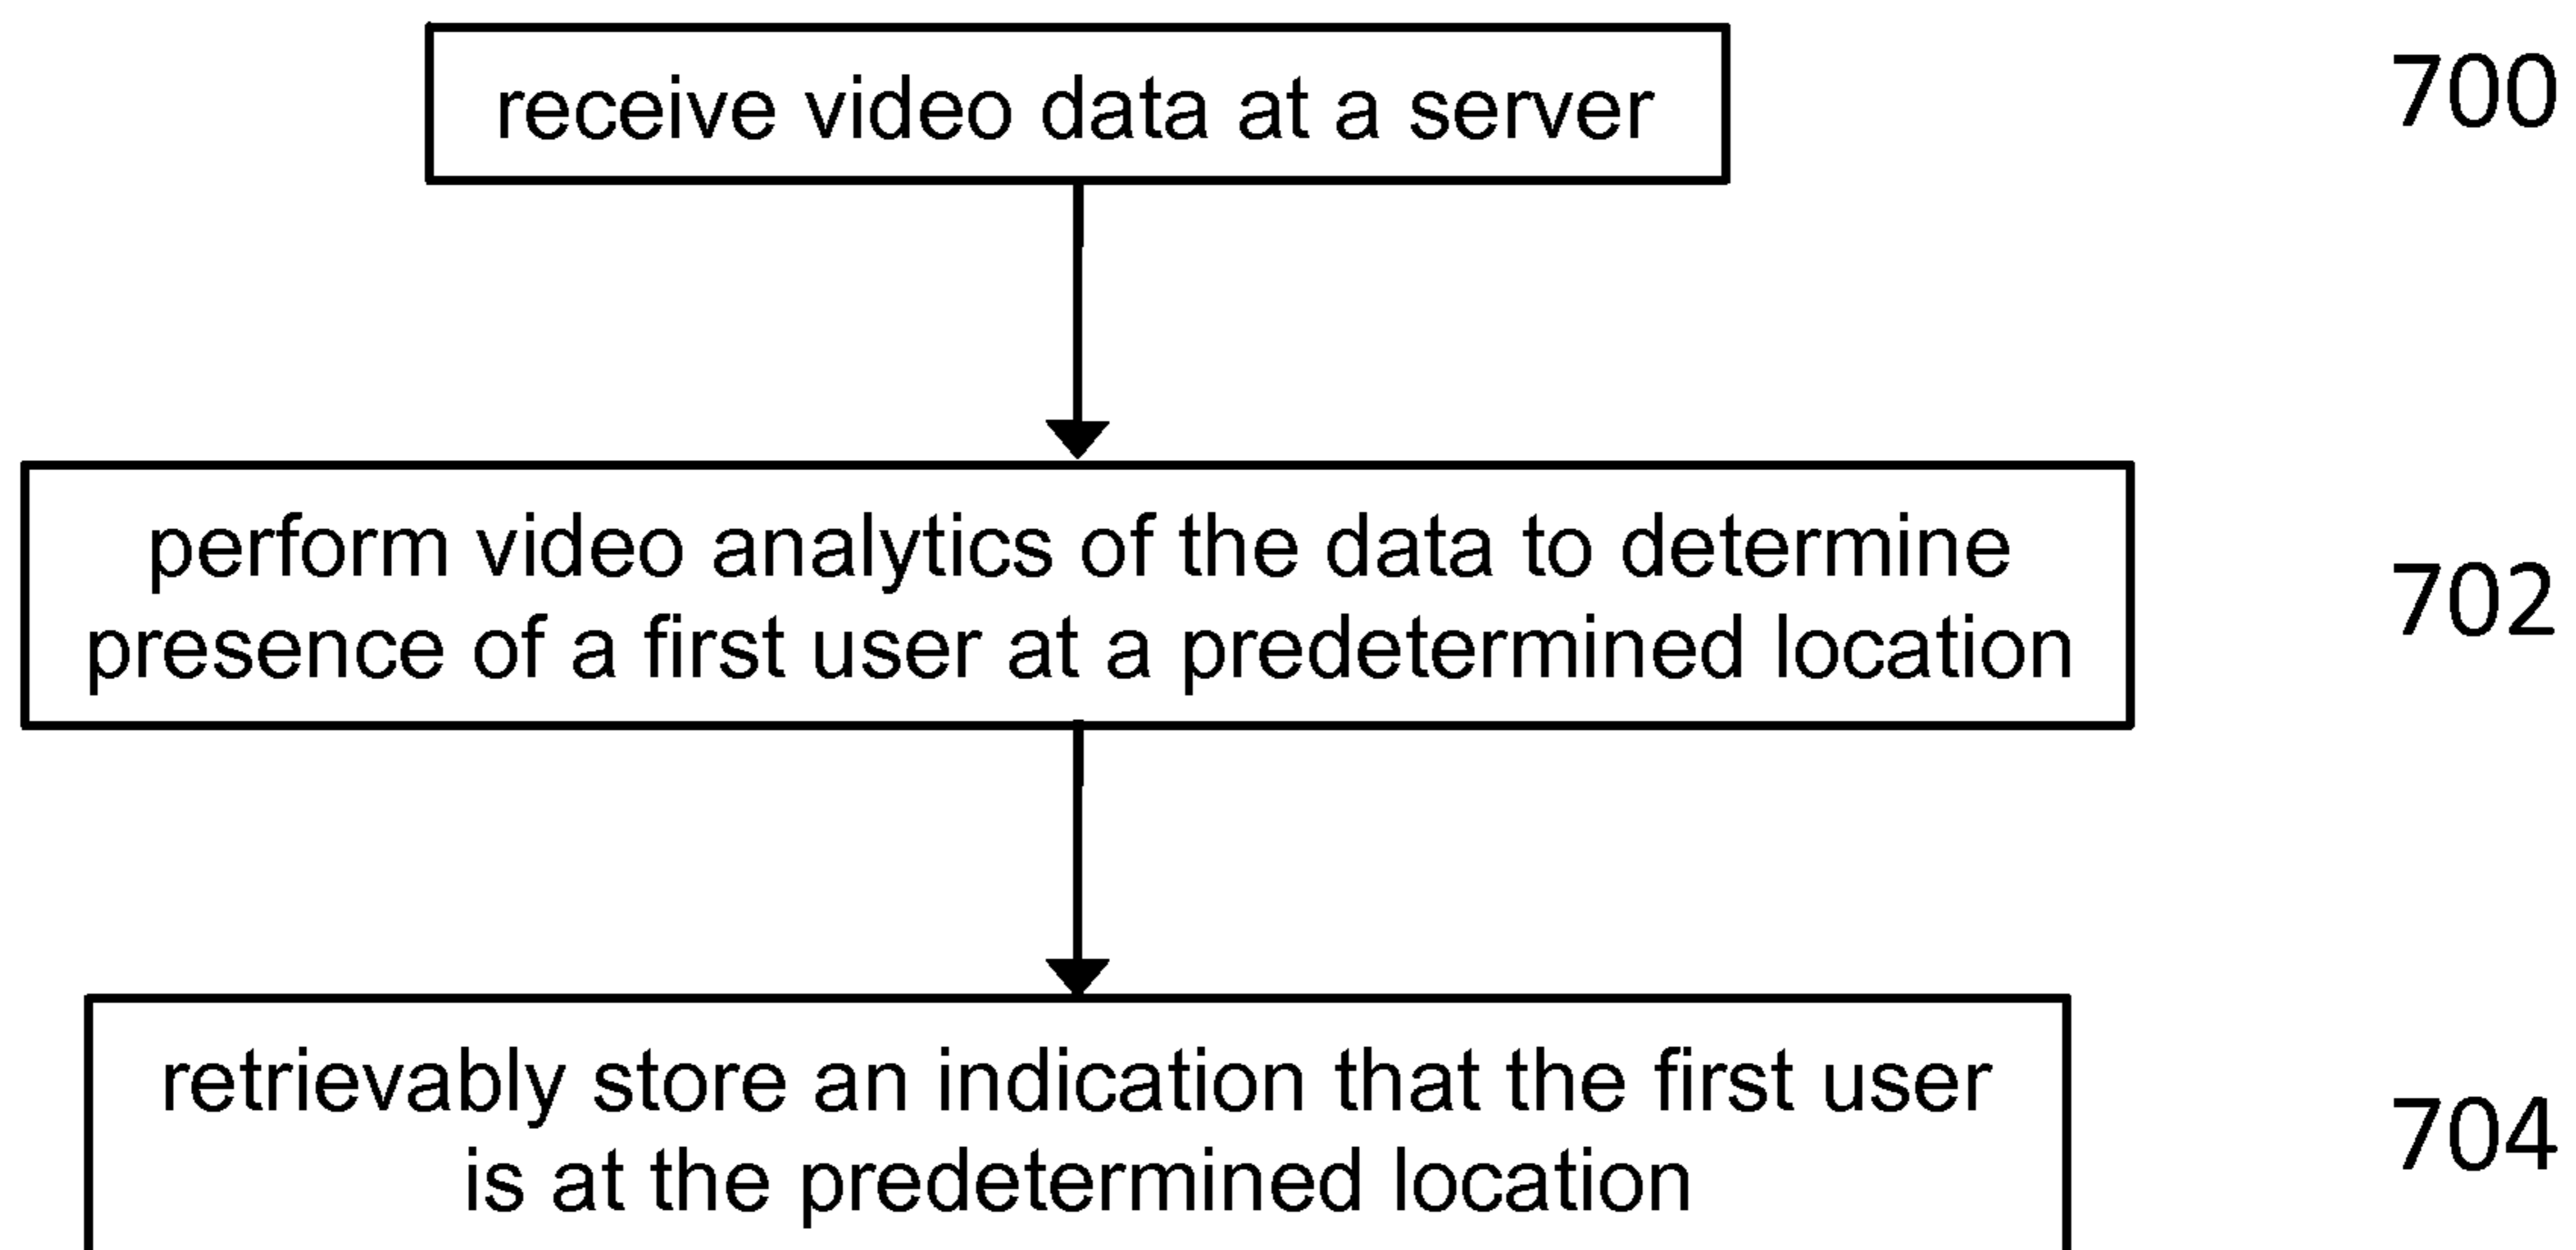 receive video data at a server
700
perform video analytics of the data to determine
presence of a first user at a predetermined location
702
retrievably store an indication that the first user
is at the predetermined location
704